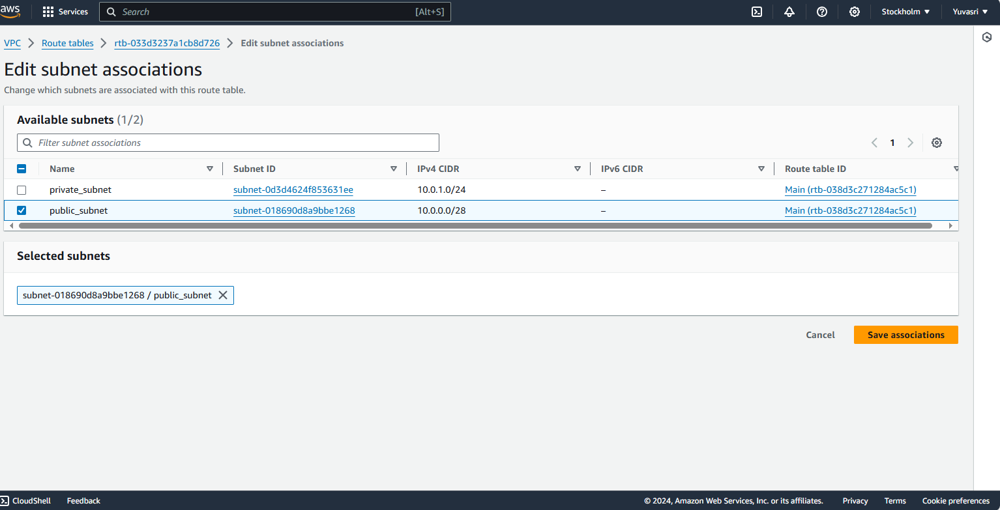 aws Services Search [Alt+S] Stockholm Yuvasri
VPC Route tables rtb-033d3237a1cb8d726 Edit subnet associations
Edit subnet associations
Change which subnets are associated with this route table.
Available subnets (1/2)
Filter subnet associations 1
Name Subnet ID IPv4 CIDR IPv6 CIDR Route table ID
private_subnet subnet-0d3d4624f853631ee 10.0.1.0/24 – Main (rtb-038d3c271284ac5c1)
public_subnet subnet-018690d8a9bbe1268 10.0.0.0/28 – Main (rtb-038d3c271284ac5c1)
Selected subnets
subnet-018690d8a9bbe1268 / public_subnet
Cancel Save associations
CloudShell Feedback © 2024, Amazon Web Services, Inc. or its affiliates. Privacy Terms Cookie preferences